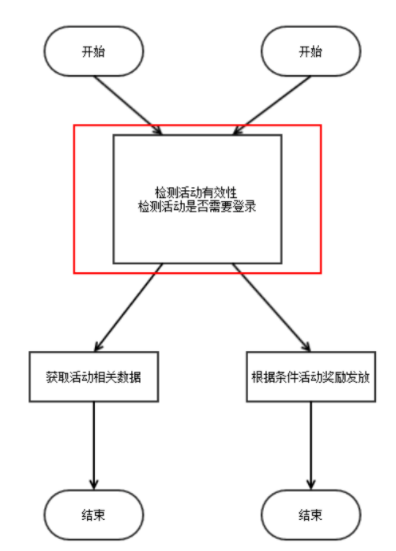 开始
开始
检测活动有效性
检测活动是否需要登录
获取活动相关数据
根据条件活动奖励发放
结束
结束